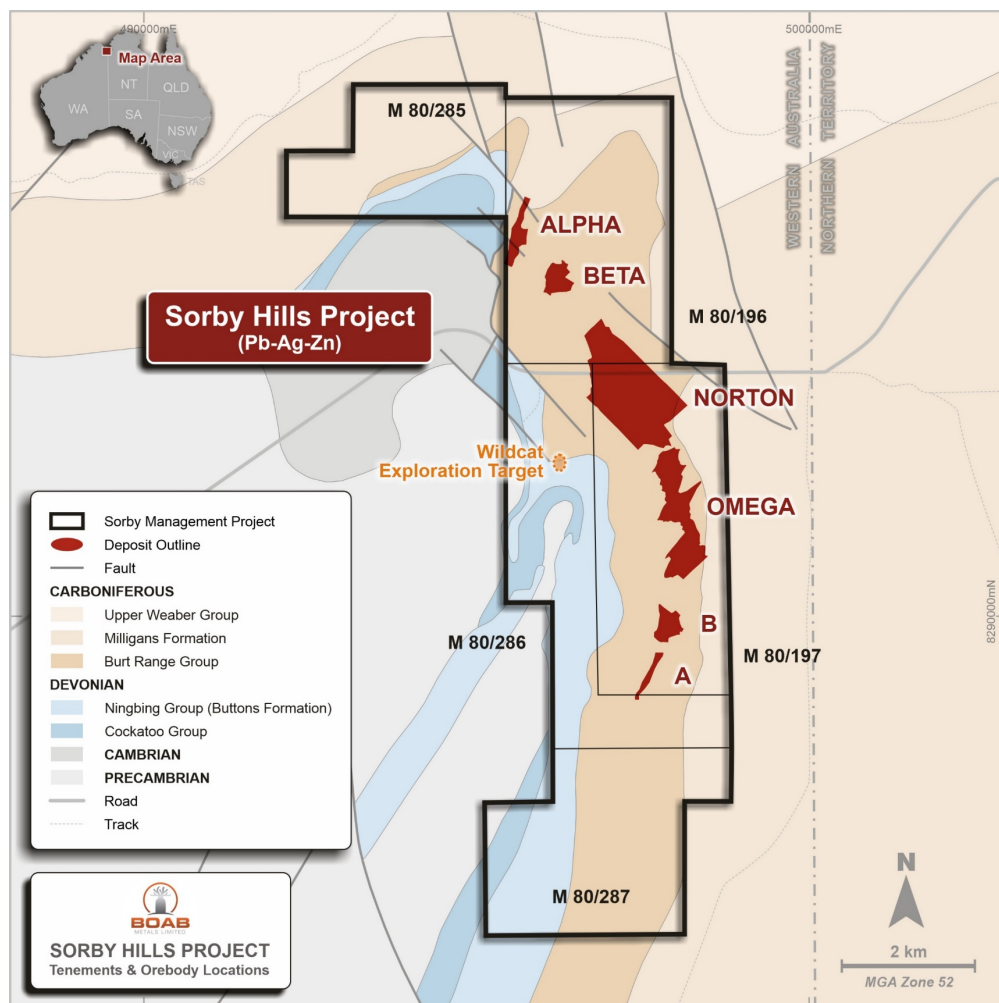 490000mE
500000mE
Map Area
NT
QLD
WA
SA
NSW
VIC
TAS
WESTERN AUSTRALIA
NORTHERN TERRITORY
M 80/285
ALPHA
BETA
Sorby Hills Project
(Pb-Ag-Zn)
M 80/196
NORTON
Wildcat
Exploration Target
OMEGA
B
M 80/286
M 80/197
A
8290000mN
Sorby Management Project
Deposit Outline
Fault
CARBONIFEROUS
Upper Weaber Group
Milligans Formation
Burt Range Group
DEVONIAN
Ningbing Group (Buttons Formation)
Cockatoo Group
CAMBRIAN
PRECAMBRIAN
Road
Track
M 80/287
BOAB
METALS LIMITED
SORBY HILLS PROJECT
Tenements & Orebody Locations
N
2 km
MGA Zone 52